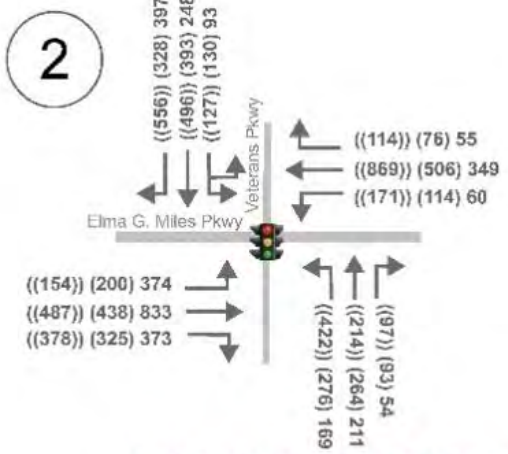 2
((556)) (328) 397
((496)) (393) 248
((127)) (130) 93
Veterans Pkwy
((114)) (76) 55
((869)) (506) 349
((171)) (114) 60
Elma G. Miles Pkwy
((154)) (200) 374
((487)) (438) 833
((378)) (325) 373
((422)) (276) 169
((214)) (264) 211
((97)) (93) 54